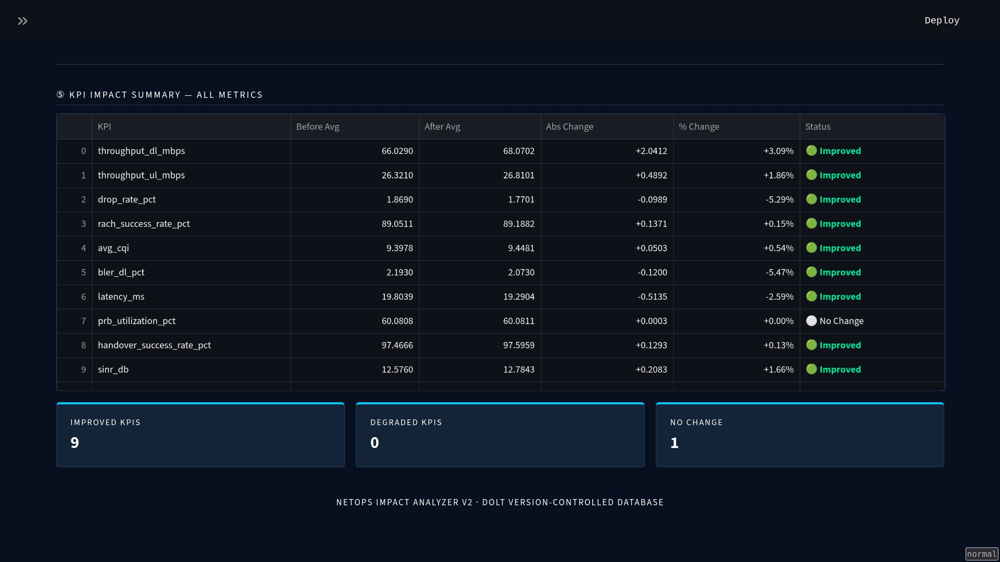 Deploy
⑤ KPI IMPACT SUMMARY — ALL METRICS
KPI Before Avg After Avg Abs Change % Change Status
0 throughput_dl_mbps 66.0290 68.0702 +2.0412 +3.09% Improved
1 throughput_ul_mbps 26.3210 26.8101 +0.4892 +1.86% Improved
2 drop_rate_pct 1.8690 1.7701 -0.0989 -5.29% Improved
3 rach_success_rate_pct 89.0511 89.1882 +0.1371 +0.15% Improved
4 avg_cqi 9.3978 9.4481 +0.0503 +0.54% Improved
5 bler_dl_pct 2.1930 2.0730 -0.1200 -5.47% Improved
6 latency_ms 19.8039 19.2904 -0.5135 -2.59% Improved
7 prb_utilization_pct 60.0808 60.0811 +0.0003 +0.00% No Change
8 handover_success_rate_pct 97.4666 97.5959 +0.1293 +0.13% Improved
9 sinr_db 12.5760 12.7843 +0.2083 +1.66% Improved
IMPROVED KPIS
9
DEGRADED KPIS
0
NO CHANGE
1
NETOPS IMPACT ANALYZER V2 · DOLT VERSION-CONTROLLED DATABASE
normal